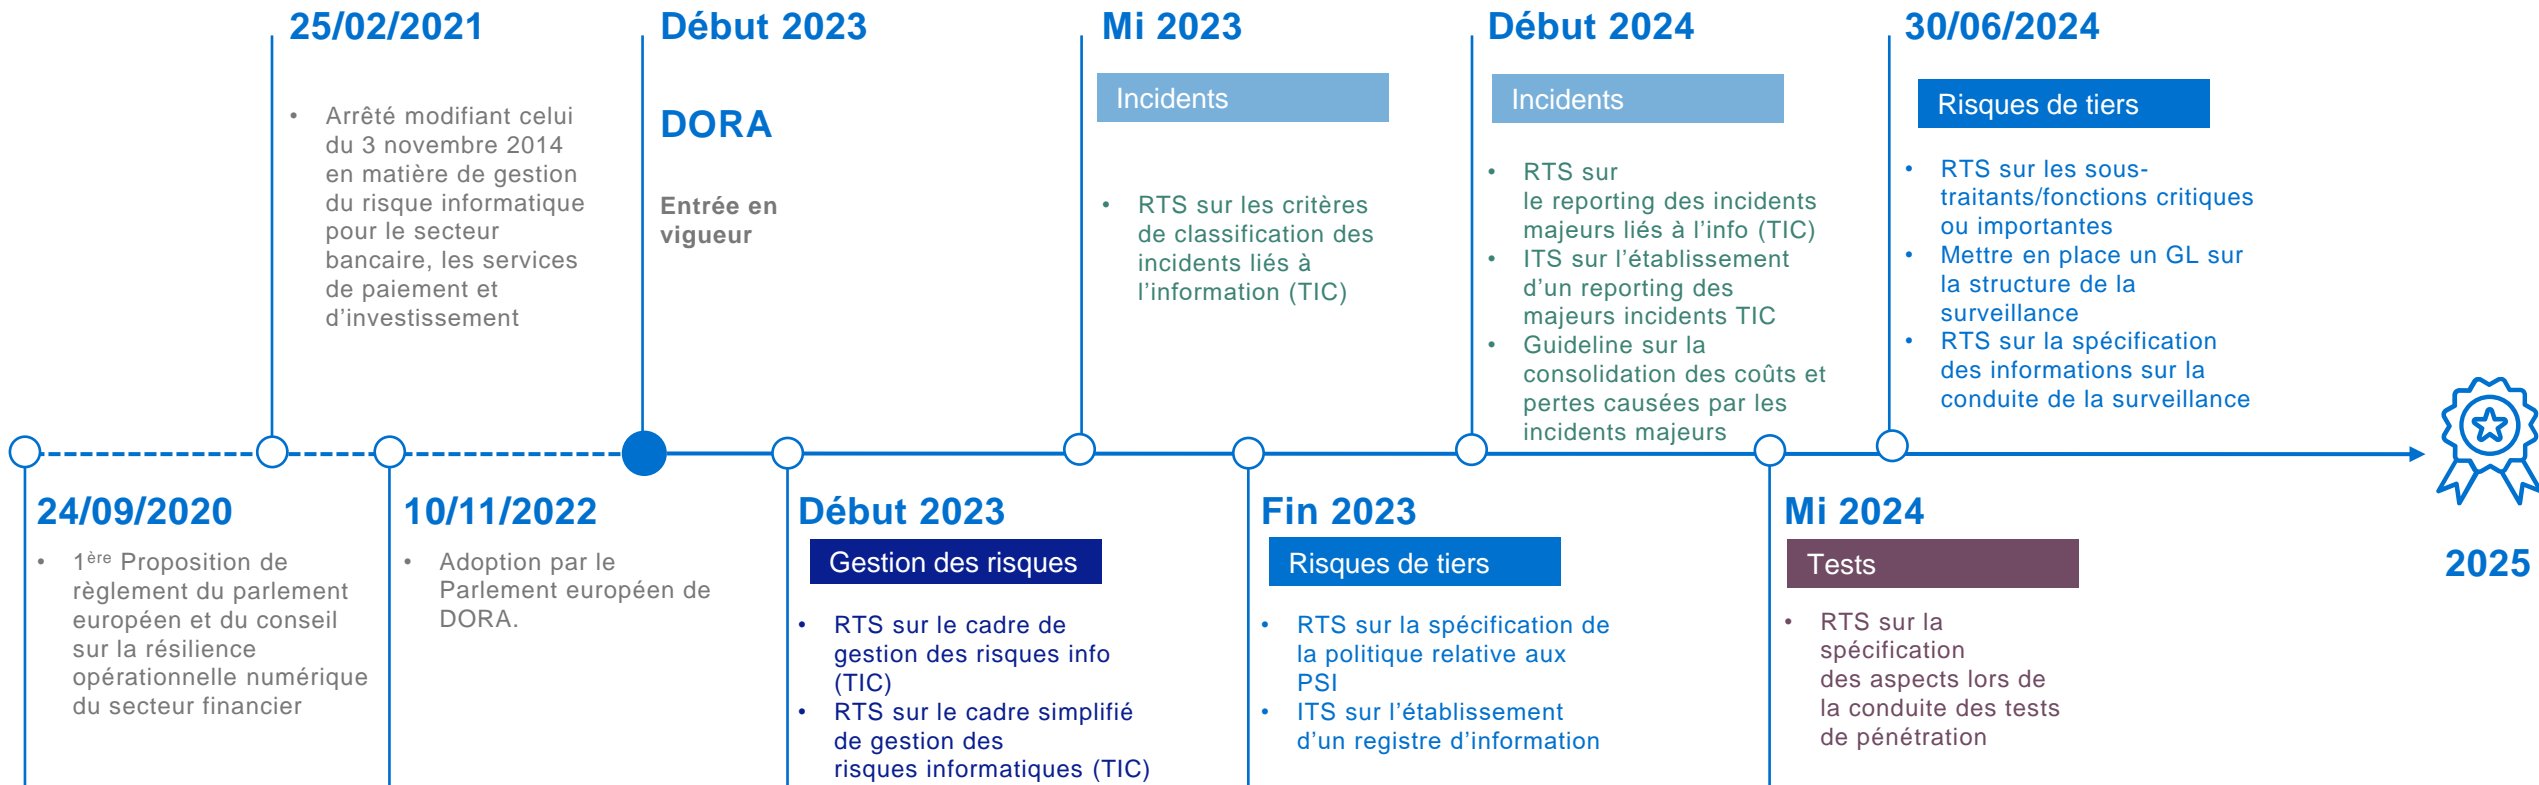 25/02/2021
• Arrêté modifiant celui
du 3 novembre 2014
en matière de gestion
du risque informatique
pour le secteur
bancaire, les services
de paiement et
d’investissement
Début 2023
DORA
Entrée en
vigueur
Mi 2023
Incidents
• RTS sur les critères
de classification des
incidents liés à
l’information (TIC)
Début 2024
Incidents
• RTS sur
le reporting des incidents
majeurs liés à l’info (TIC)
• ITS sur l’établissement
d’un reporting des
majeurs incidents TIC
• Guideline sur la
consolidation des coûts et
pertes causées par les
incidents majeurs
30/06/2024
Risques de tiers
• RTS sur les sous-
traitants/fonctions critiques
ou importantes
• Mettre en place un GL sur
la structure de la
surveillance
• RTS sur la spécification
des informations sur la
conduite de la surveillance
24/09/2020
• 1ère Proposition de
règlement du parlement
européen et du conseil
sur la résilience
opérationnelle numérique
du secteur financier
10/11/2022
• Adoption par le
Parlement européen de
DORA.
Début 2023
Gestion des risques
• RTS sur le cadre de
gestion des risques info
(TIC)
• RTS sur le cadre simplifié
de gestion des
risques informatiques (TIC)
Fin 2023
Risques de tiers
• RTS sur la spécification de
la politique relative aux
PSI
• ITS sur l’établissement
d’un registre d’information
Mi 2024
Tests
• RTS sur la
spécification
des aspects lors de
la conduite des tests
de pénétration
2025